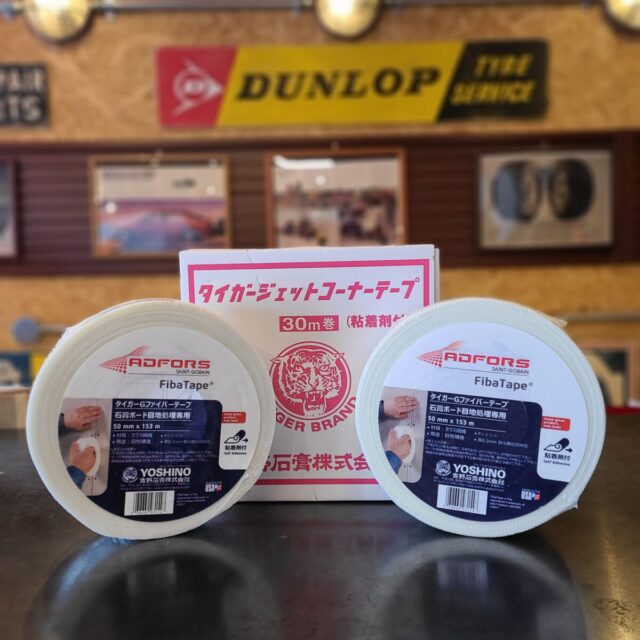 DUNLOP
TYRE
SERVICE
タイガージェットコーナーテープ
30m巻
(粘着剤付
GER BRAND
石膏株式会
ADFORS
SAINT-GOBAIN
FibaTape®
タイガーGファイバーテープ
石膏ボード目地処理専用
50 mm x 153 m
粘着剤付
Self Adhesive
YOSHINO
吉野石膏株式会社
USA
ADFORS
SAINT-GOBAIN
FibaTape®
タイガーGファイバーテープ
石膏ボード目地処理専用
50 mm x 153 m
粘着剤付
Self Adhesive
YOSHINO
吉野石膏株式会社
USA